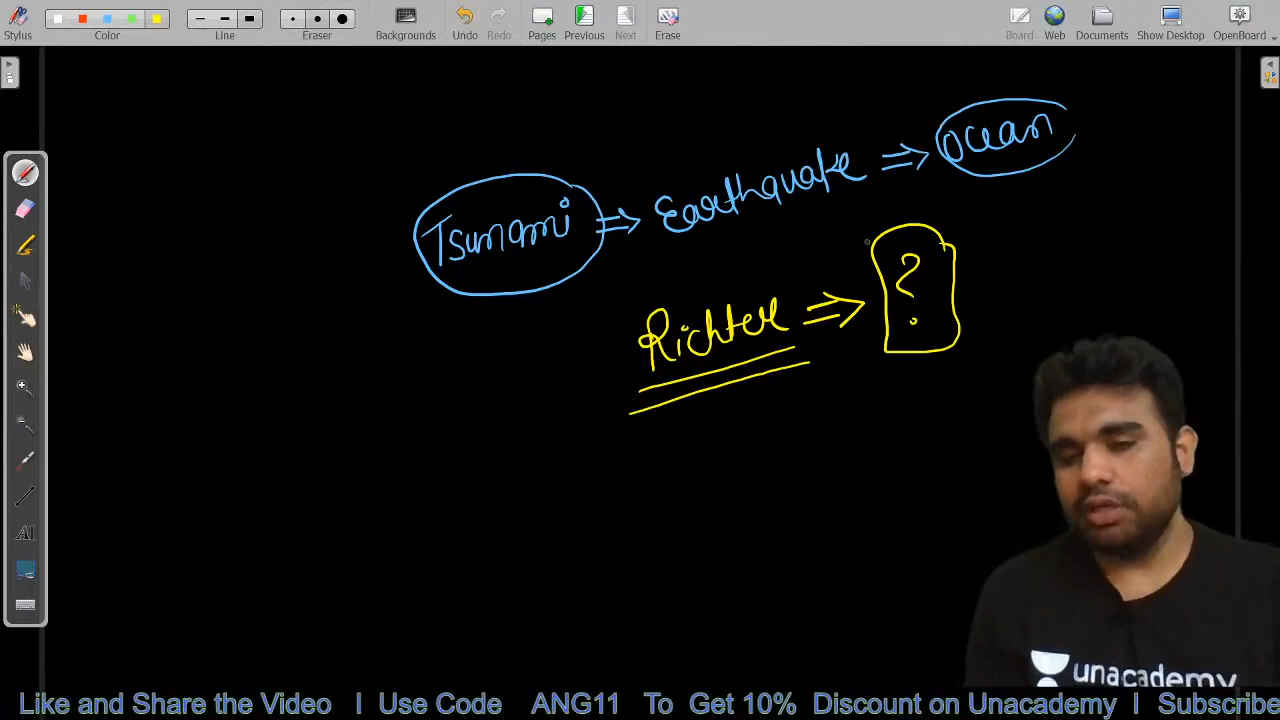 Stylus Color Line Eraser Backgrounds Undo Redo Pages Previous Next Erase Board Web Documents Show Desktop OpenBoard
Tsunami ⇒ Earthquake ⇒ Ocean
Richter ⇒ ?
unacademy
Like and Share the Video I Use Code ANG11 To Get 10% Discount on Unacademy I Subscribe